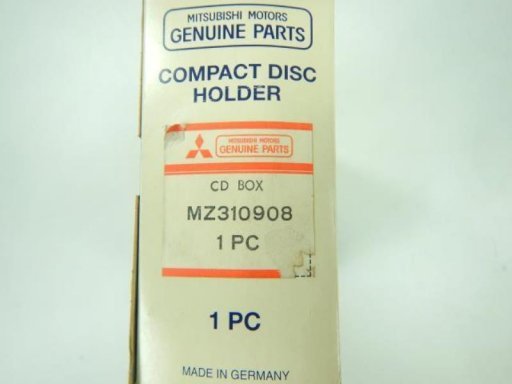 MITSUBISHI MOTORS
GENUINE PARTS
COMPACT DISC
HOLDER
MITSUBISHI MOTORS
GENUINE PARTS
CD BOX
MZ310908
1 PC
1 PC
MADE IN GERMANY